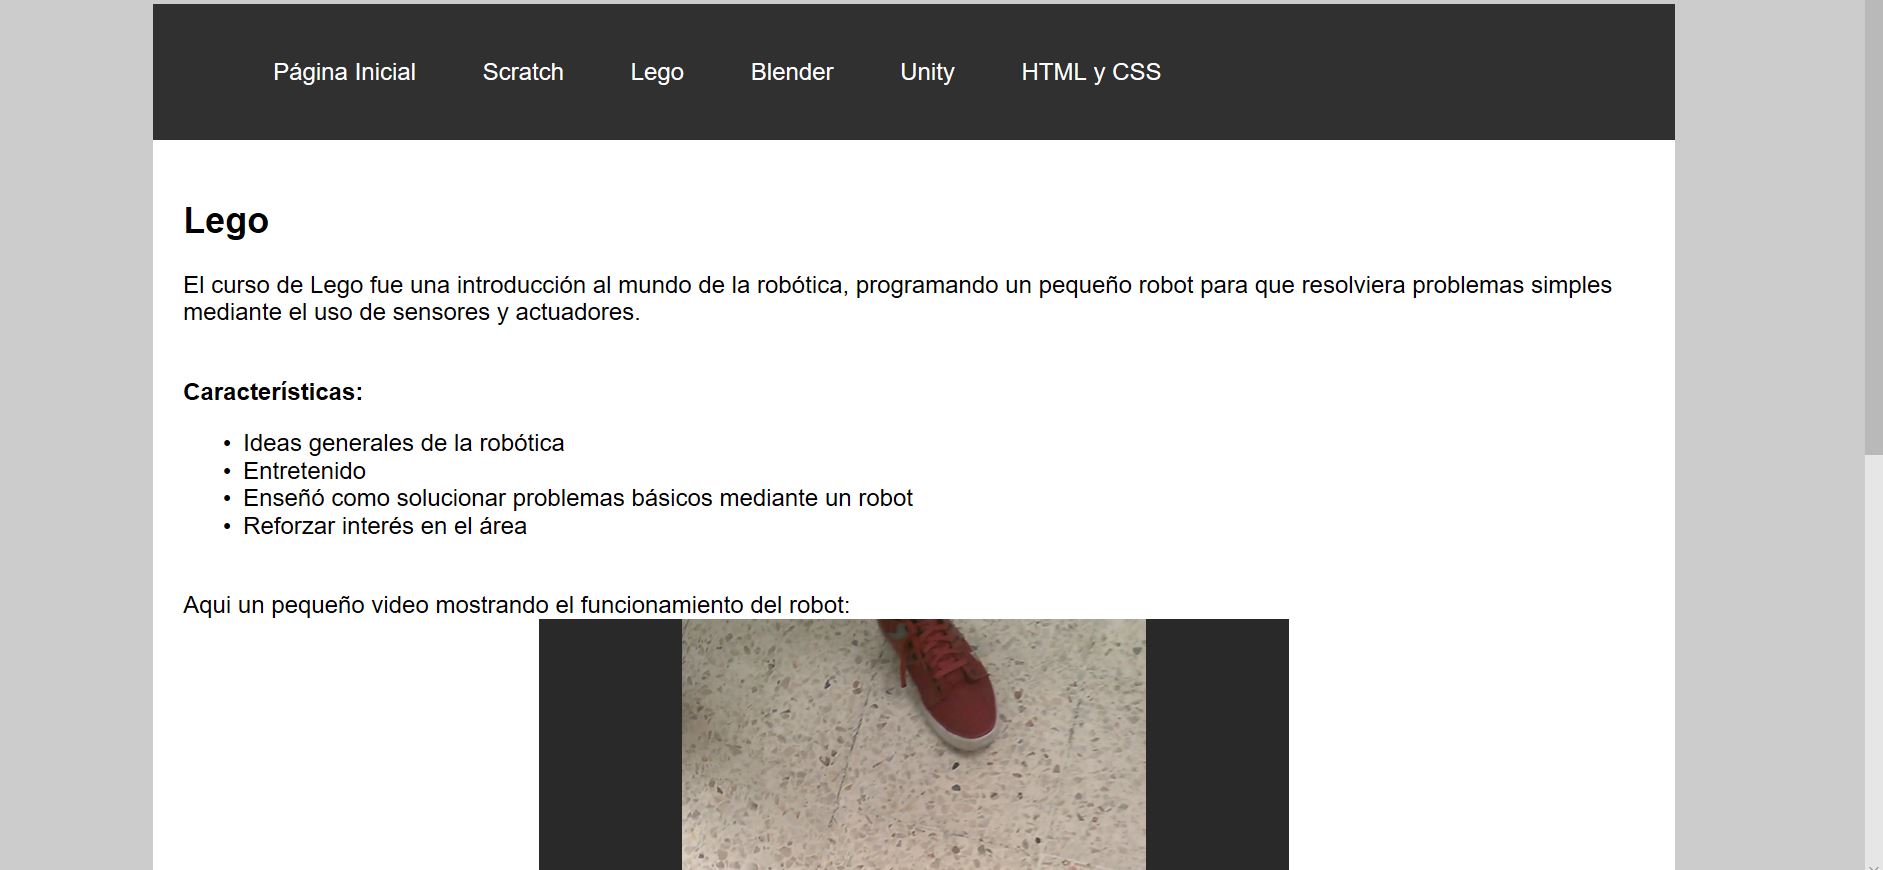 Página Inicial Scratch Lego Blender Unity HTML y CSS
Lego
El curso de Lego fue una introducción al mundo de la robótica, programando un pequeño robot para que resolviera problemas simples
mediante el uso de sensores y actuadores.
Características:
• Ideas generales de la robótica
• Entretenido
• Enseñó como solucionar problemas básicos mediante un robot
• Reforzar interés en el área
Aqui un pequeño video mostrando el funcionamiento del robot: